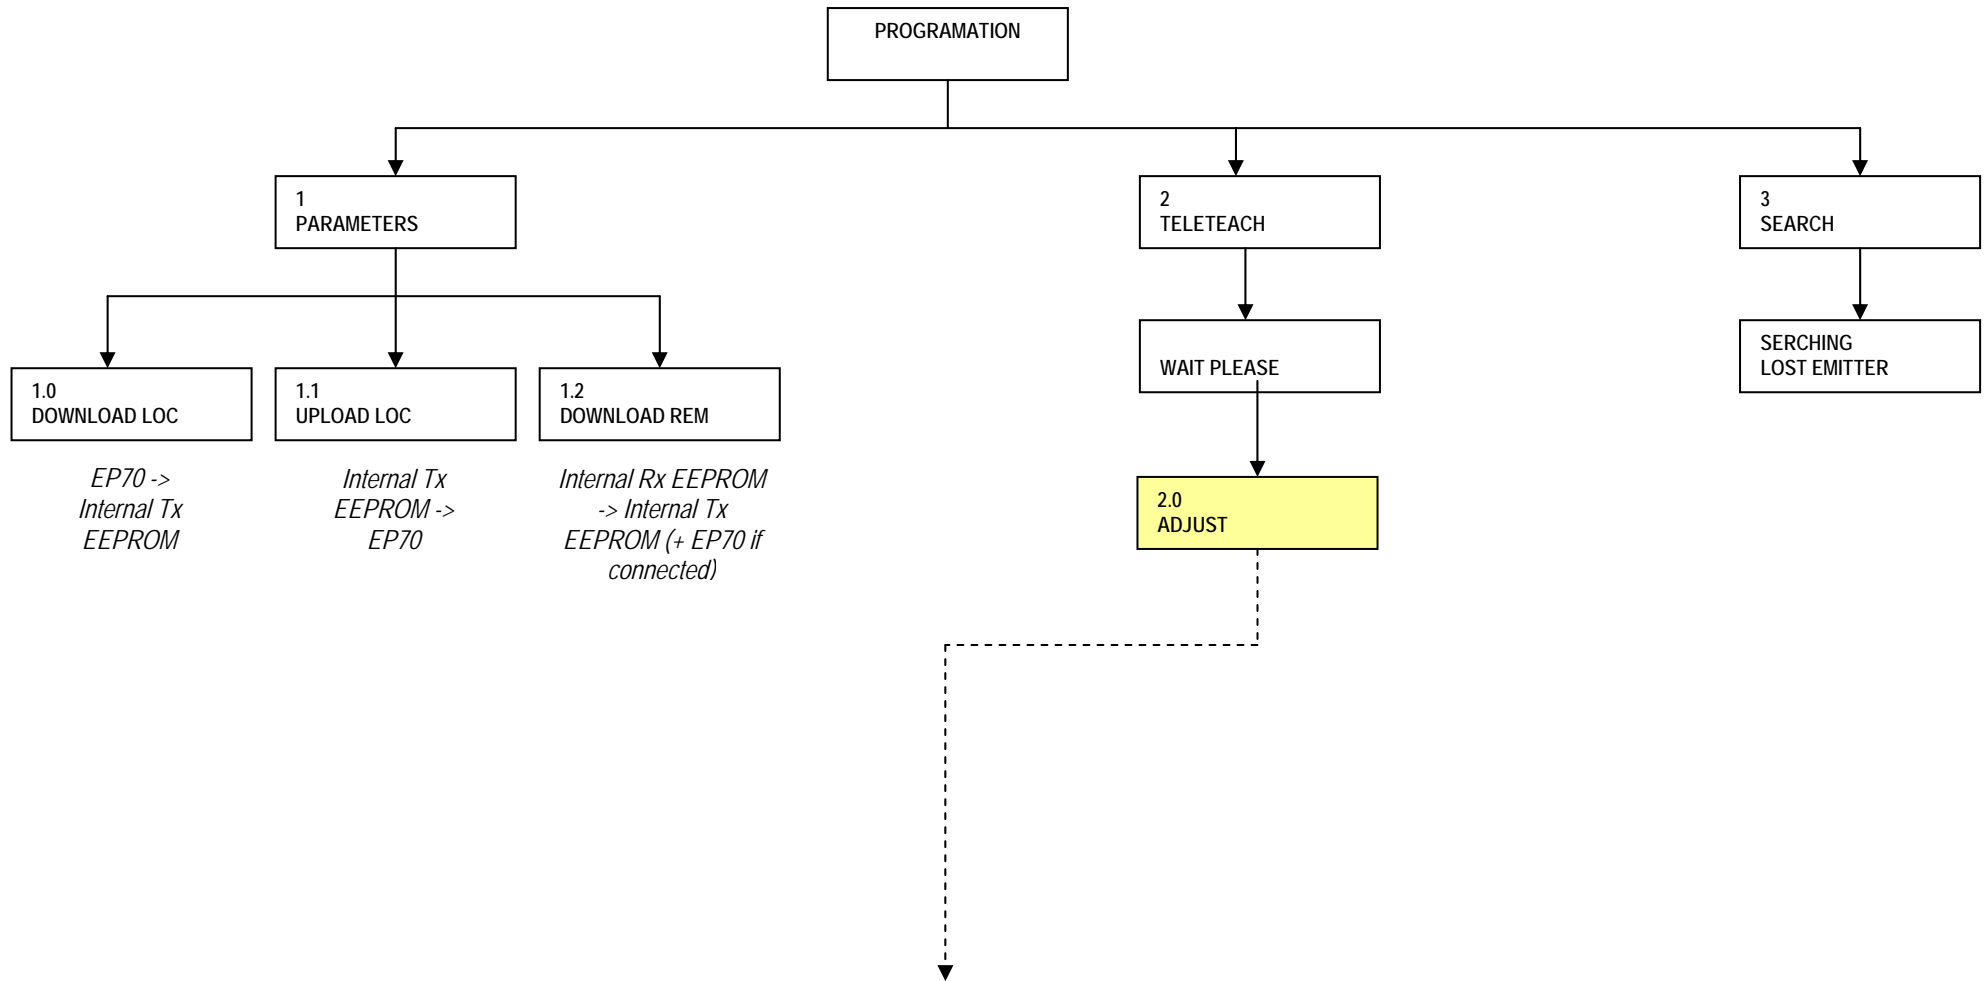 PROGRAMATION
1
PARAMETERS
2
TELETEACH
3
SEARCH
WAIT PLEASE
SERCHING
LOST EMITTER
1.0
DOWNLOAD LOC
1.1
UPLOAD LOC
1.2
DOWNLOAD REM
EP70 ->
Internal Tx
EEPROM
Internal Tx
EEPROM ->
EP70
Internal Rx EEPROM
-> Internal Tx
EEPROM (+ EP70 if
connected)
2.0
ADJUST